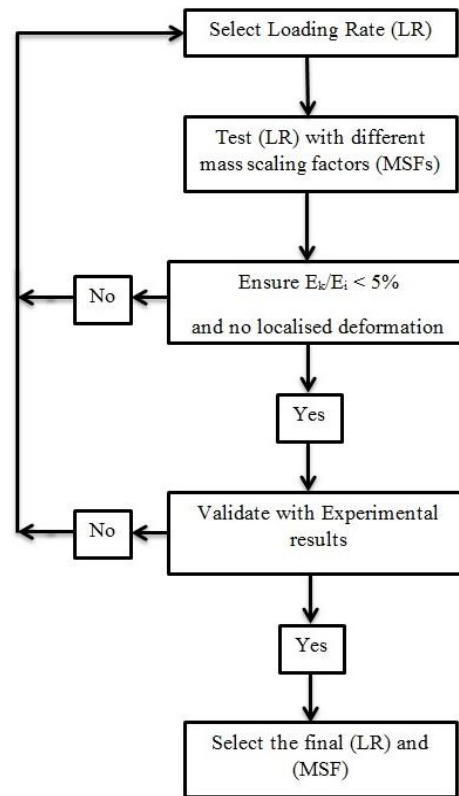 Select Loading Rate (LR)
Test (LR) with different
mass scaling factors (MSFs)
Ensure Eₖ/Eᵢ < 5%
No
and no localised deformation
Yes
Validate with Experimental
No
results
Yes
Select the final (LR) and
(MSF)